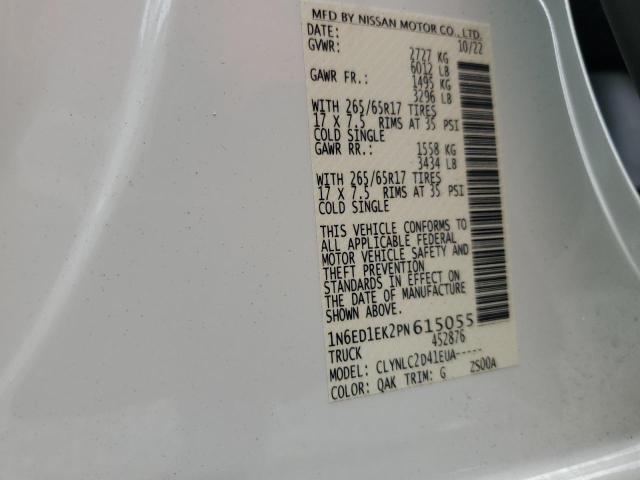 MFD BY NISSAN MOTOR CO., LTD.
DATE: 10/22
GVWR: 2727 KG
6012 LB
GAWR FR.: 1495 KG
3296 LB
WITH 265/65R17 TIRES
17 X 7.5 RIMS AT 35 PSI
COLD SINGLE
GAWR RR.: 1558 KG
3434 LB
WITH 265/65R17 TIRES
17 X 7.5 RIMS AT 35 PSI
COLD SINGLE
THIS VEHICLE CONFORMS TO
ALL APPLICABLE FEDERAL
MOTOR VEHICLE SAFETY AND
THEFT PREVENTION
STANDARDS IN EFFECT ON
THE DATE OF MANUFACTURE
SHOWN ABOVE.
1N6ED1EK2PN615055
TRUCK 452876
MODEL: CLYNLC2D41EUA-----
COLOR: QAK TRIM: G ZS00A